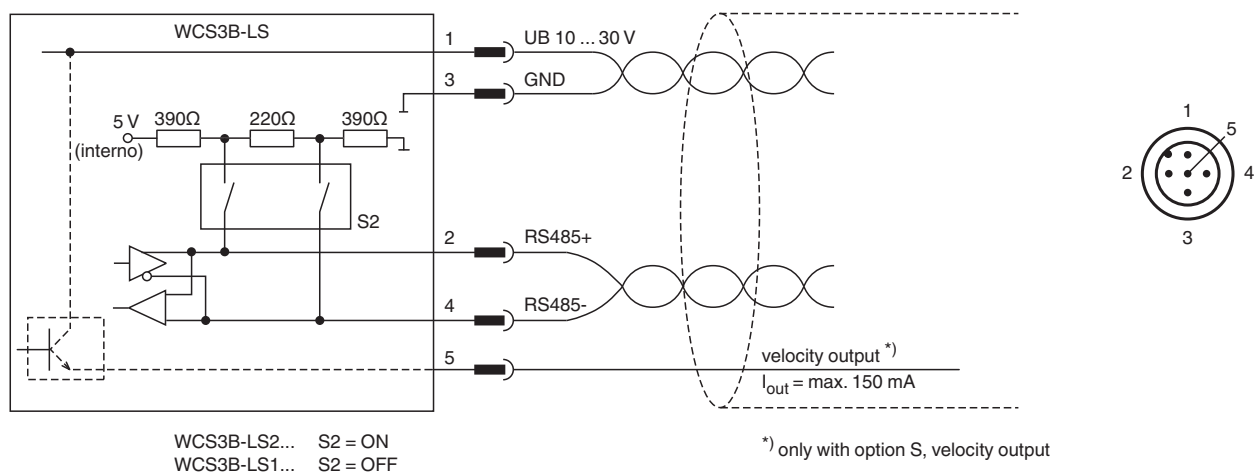 WCS3B-LS
1
UB 10 ... 30 V
3
GND
5 V
(interno)
390Ω
220Ω
390Ω
S2
2
RS485+
4
RS485-
5
velocity output *)
Iout = max. 150 mA
1
5
2
4
3
WCS3B-LS2... S2 = ON
WCS3B-LS1... S2 = OFF
*) only with option S, velocity output